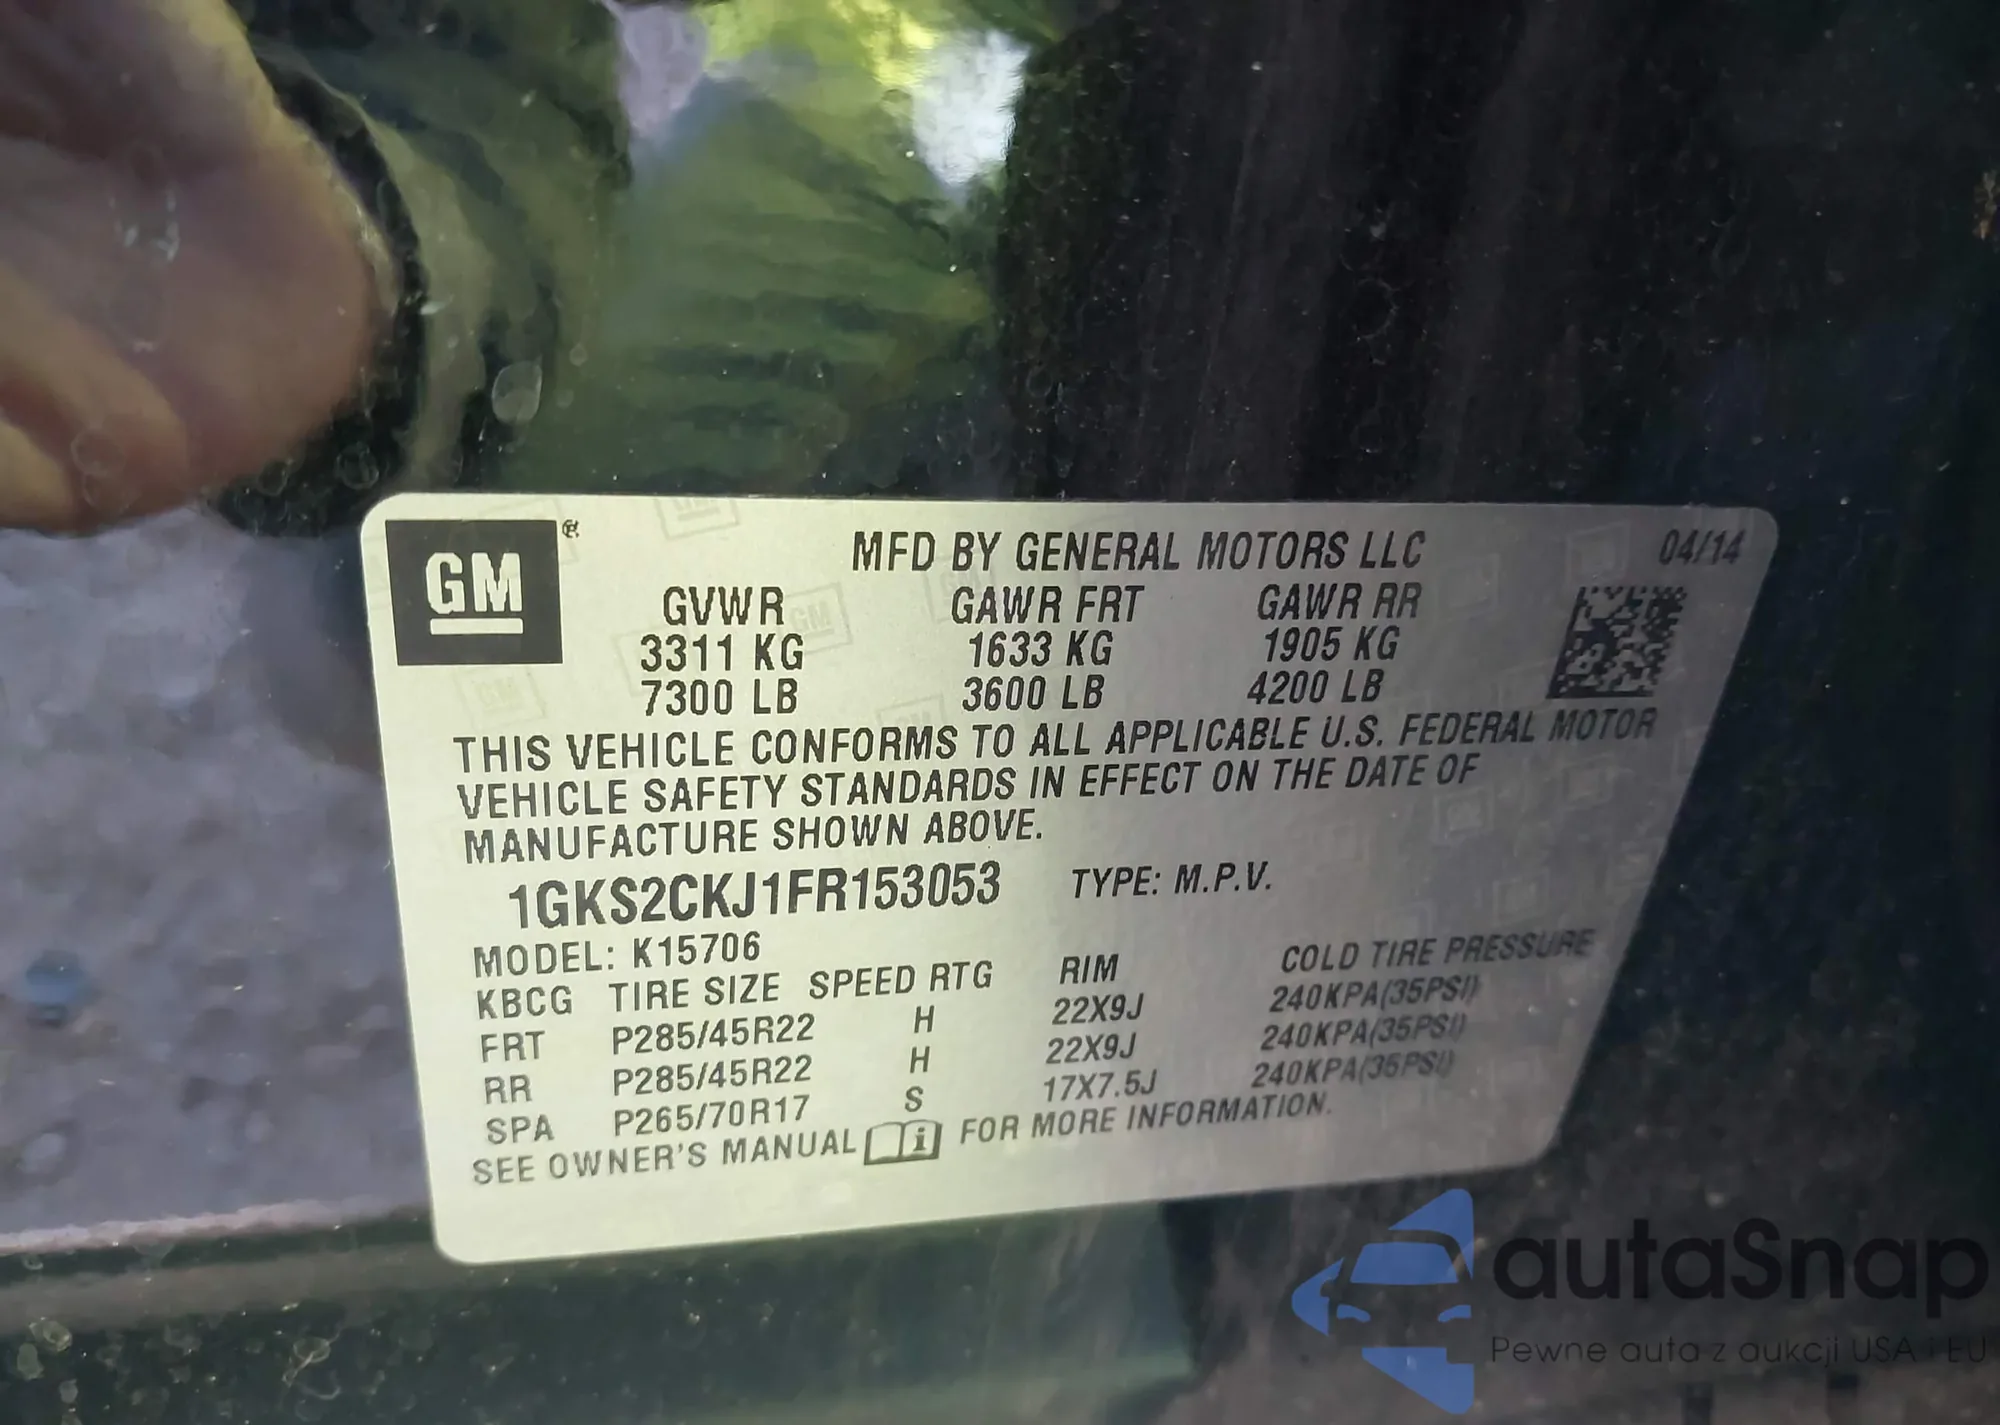 GM®
MFD BY GENERAL MOTORS LLC 04/14
GVWR GAWR FRT GAWR RR
3311 KG 1633 KG 1905 KG
7300 LB 3600 LB 4200 LB
THIS VEHICLE CONFORMS TO ALL APPLICABLE U.S. FEDERAL MOTOR
VEHICLE SAFETY STANDARDS IN EFFECT ON THE DATE OF
MANUFACTURE SHOWN ABOVE.
1GKS2CKJ1FR153053 TYPE: M.P.V.
MODEL: K15706
KBCG TIRE SIZE SPEED RTG RIM COLD TIRE PRESSURE
FRT P285/45R22 H 22X9J 240KPA(35PSI)
RR P285/45R22 H 22X9J 240KPA(35PSI)
SPA P265/70R17 S 17X7.5J 240KPA(35PSI)
SEE OWNER'S MANUAL FOR MORE INFORMATION.
autaSnap
Pewne auta z aukcji USA i EU